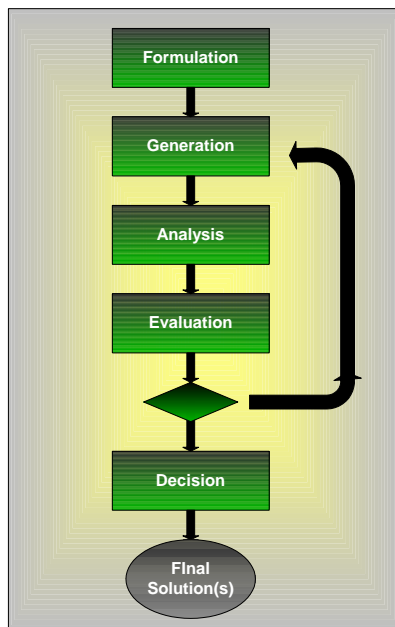 Formulation
Generation
Analysis
Evaluation
Decision
FInal
Solution(s)